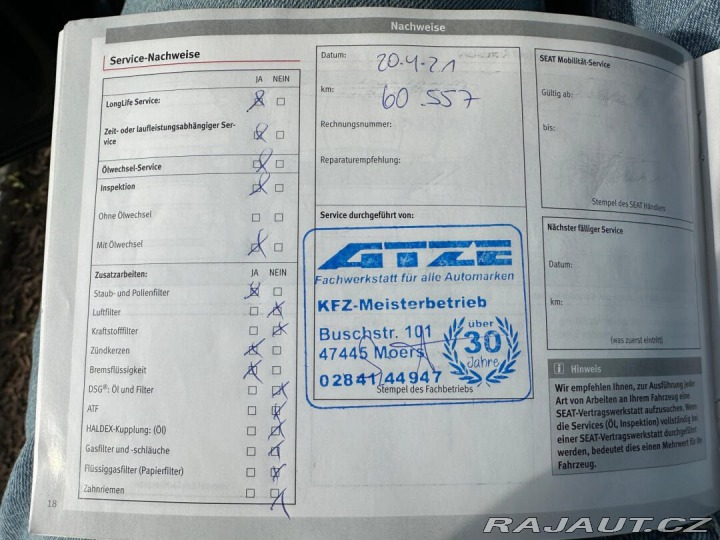 Nachweise
Service-Nachweise
JA NEIN
LongLife Service:
Zeit- oder laufleistungsabhängiger Ser-
vice
Ölwechsel-Service
Inspektion
Ohne Ölwechsel
Mit Ölwechsel
Zusatzarbeiten: JA NEIN
Staub- und Pollenfilter
Luftfilter
Kraftstofffilter
Zündkerzen
Bremsflüssigkeit
DSG®: Öl und Filter
ATF
HALDEX-Kupplung: (Öl)
Gasfilter und -schläuche
Flüssiggasfilter (Papierfilter)
Zahnriemen
18
Datum: 20.4.21
km: 60.557
Rechnungsnummer:
Reparaturempfehlung:
Service durchgeführt von:
GTZE
Fachwerkstatt für alle Automarken
KFZ-Meisterbetrieb
Buschstr. 101
47445 Moers
02841/44947
über
30
Jahre
Stempel des Fachbetriebs
SEAT Mobilität-Service
Gültig ab:
bis:
Stempel des SEAT Händlers
Nächster fälliger Service
Datum:
km:
(was zuerst eintritt)
i Hinweis
Wir empfehlen Ihnen, zur Ausführung jeder
Art von Arbeiten an Ihrem Fahrzeug eine
SEAT-Vertragswerkstatt aufzusuchen. Wenn
die Services (Öl, Inspektion) vollständig bei
einer SEAT-Vertragswerkstatt durchgeführt
werden, bedeutet dies einen Mehrwert für Ihr
Fahrzeug.
RAJAUT.CZ